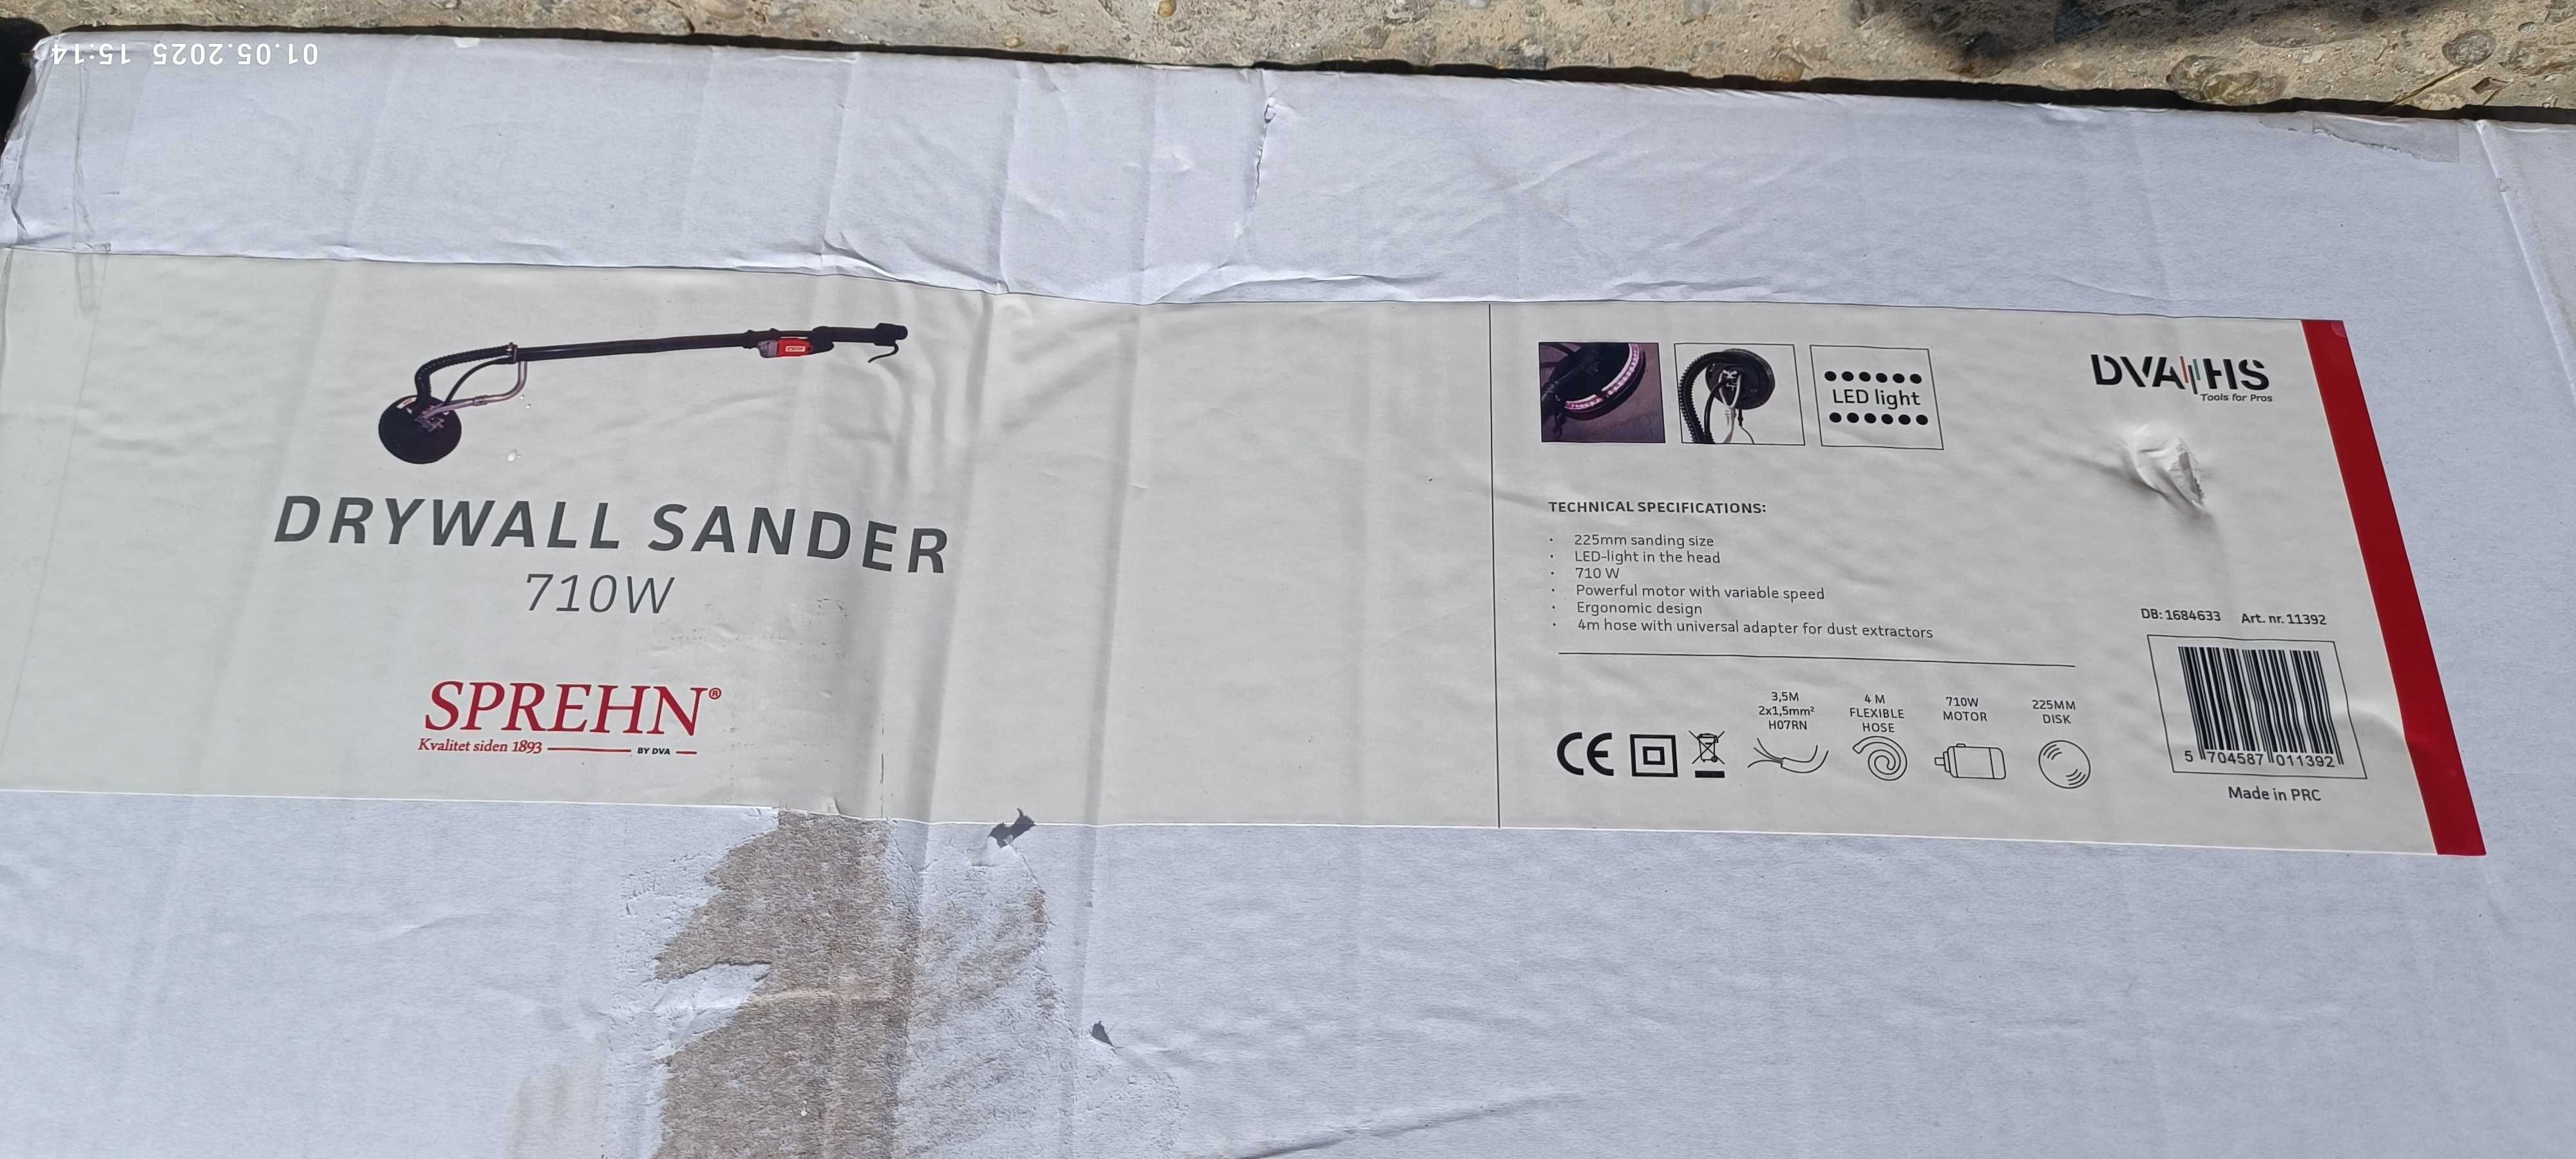 01.05.2025 15:14
DRYWALL SANDER
710W
SPREHN®
Kvalitet siden 1893
BY DVA
LED light
DVA HS
Tools for Pros
TECHNICAL SPECIFICATIONS:
· 225mm sanding size
· LED-light in the head
· 710 W
· Powerful motor with variable speed
· Ergonomic design
· 4m hose with universal adapter for dust extractors
CE
3,5M
2x1,5mm²
H07RN
4 M
FLEXIBLE
HOSE
710W
MOTOR
225MM
DISK
DB: 1684633 Art. nr. 11392
5 704587 011392
Made in PRC